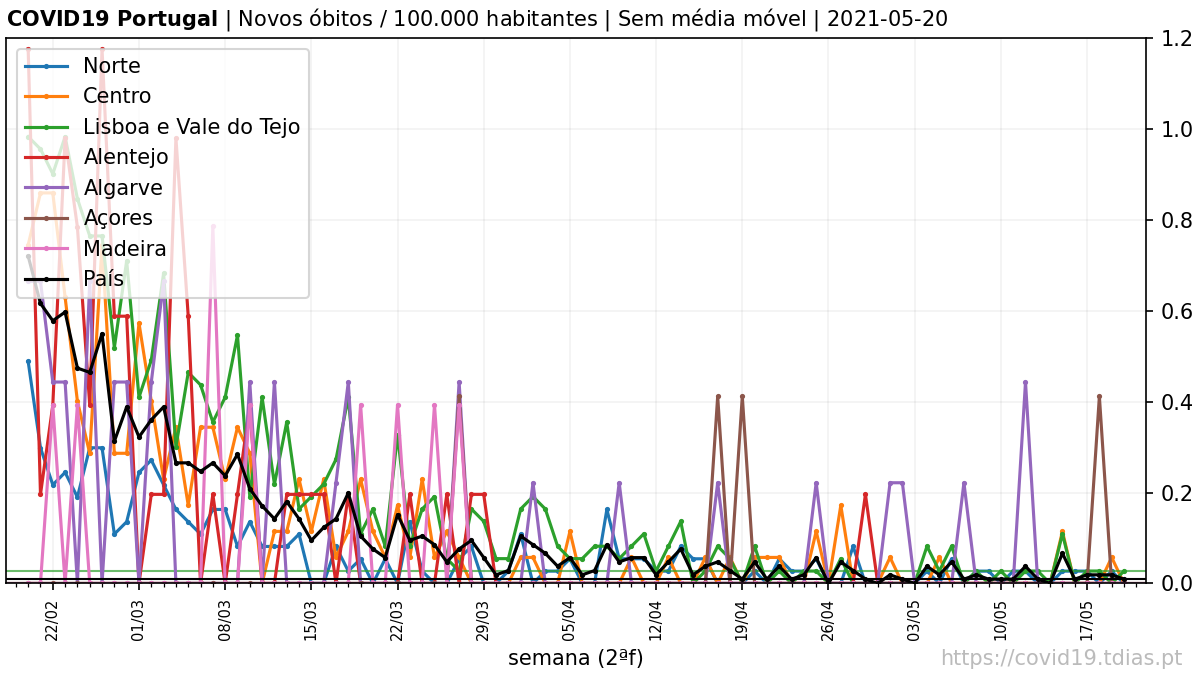 COVID19 Portugal | Novos óbitos / 100.000 habitantes | Sem média móvel | 2021-05-20
Norte
Centro
Lisboa e Vale do Tejo
Alentejo
Algarve
Açores
Madeira
País
1.2
1.0
0.8
0.6
0.4
0.2
0.0
22/02
01/03
08/03
15/03
22/03
29/03
05/04
12/04
19/04
26/04
03/05
10/05
17/05
semana (2ªf)
https://covid19.tdias.pt